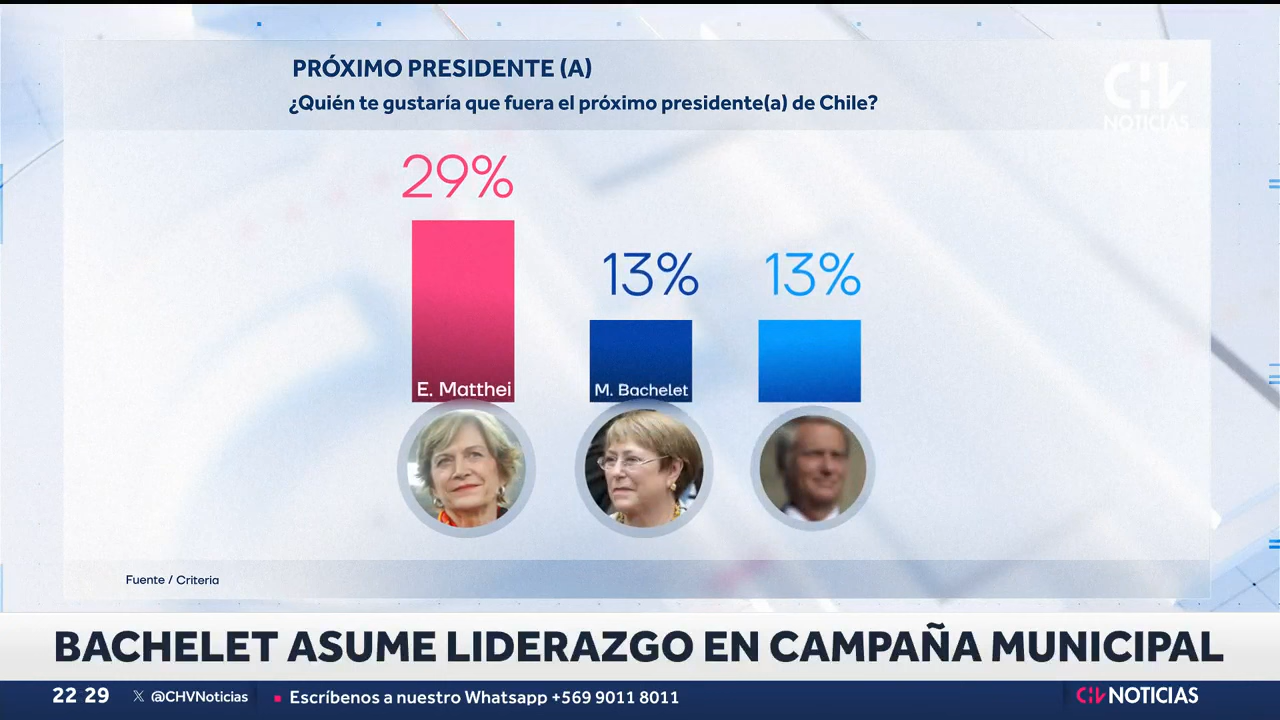 PRÓXIMO PRESIDENTE (A)
¿Quién te gustaría que fuera el próximo presidente(a) de Chile?
CHV
NOTICIAS
29%
13%
13%
E. Matthei
M. Bachelet
Fuente / Criteria
BACHELET ASUME LIDERAZGO EN CAMPAÑA MUNICIPAL
22 29 X @CHVNoticias ▪ Escríbenos a nuestro Whatsapp +569 9011 8011 CHV NOTICIAS